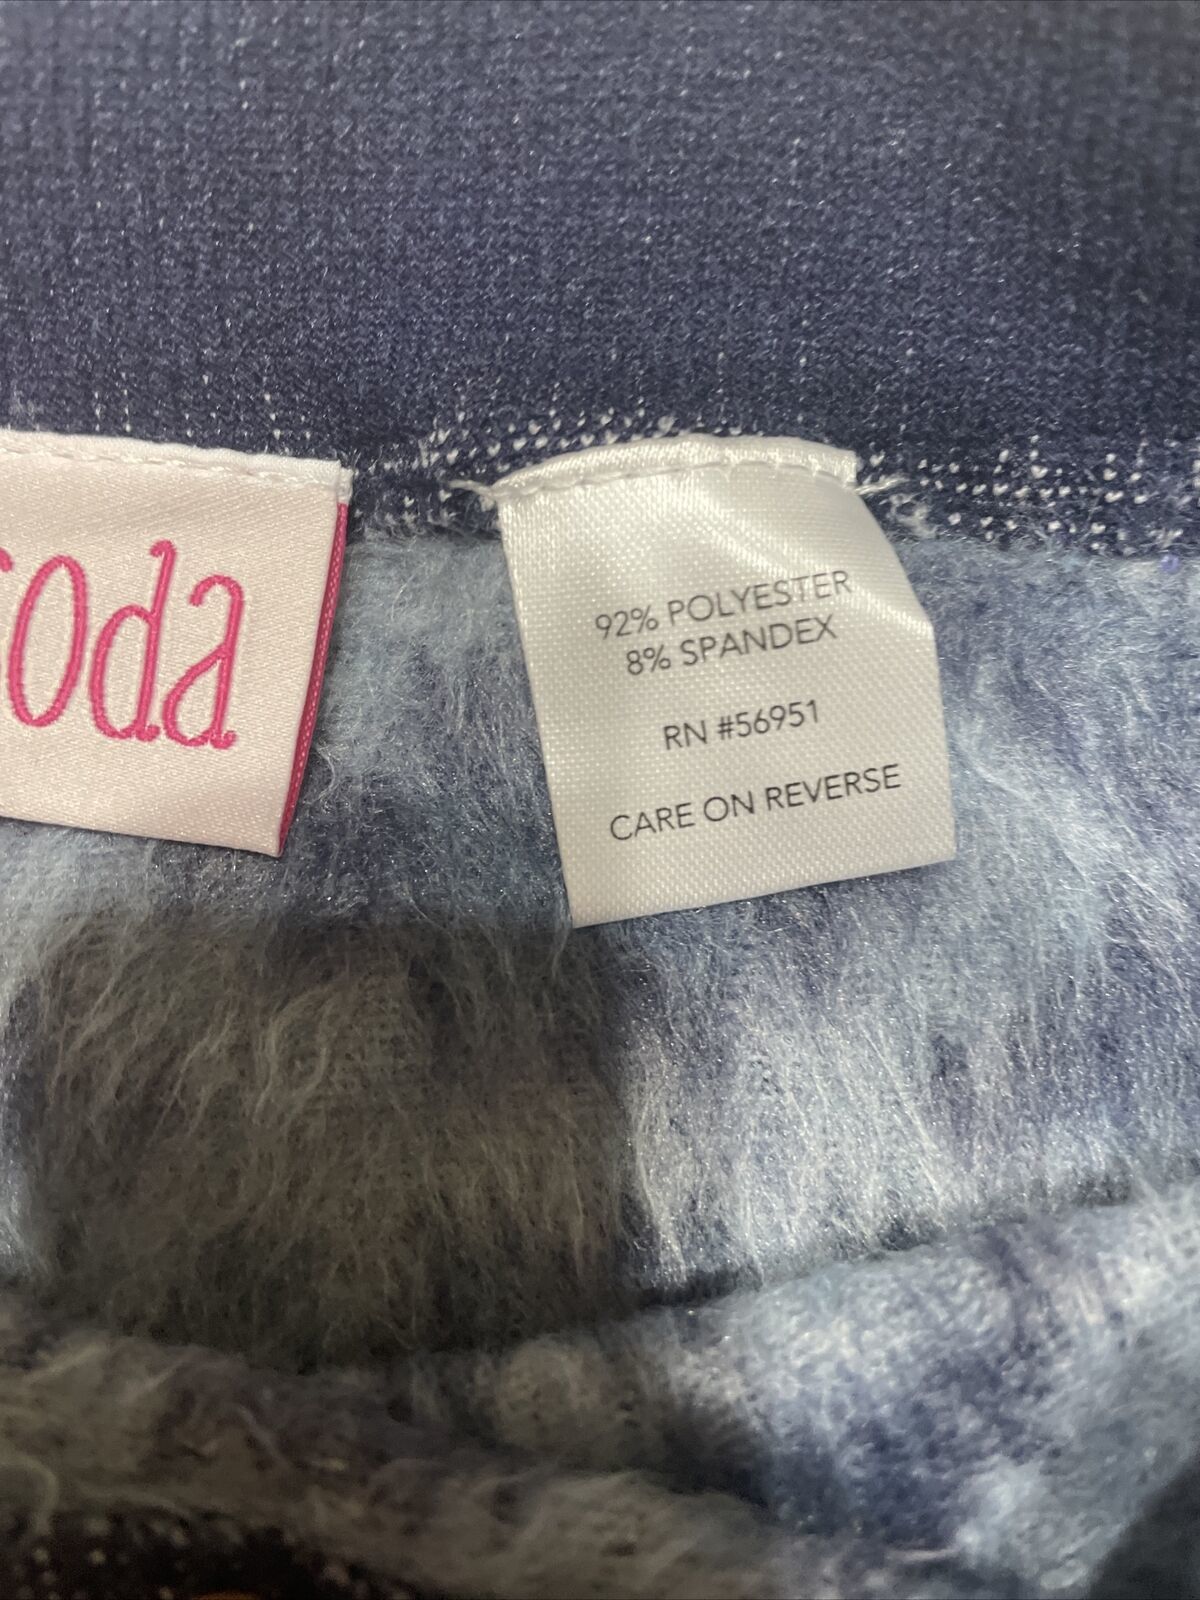 oda
92% POLYESTER
8% SPANDEX
RN #56951
CARE ON REVERSE